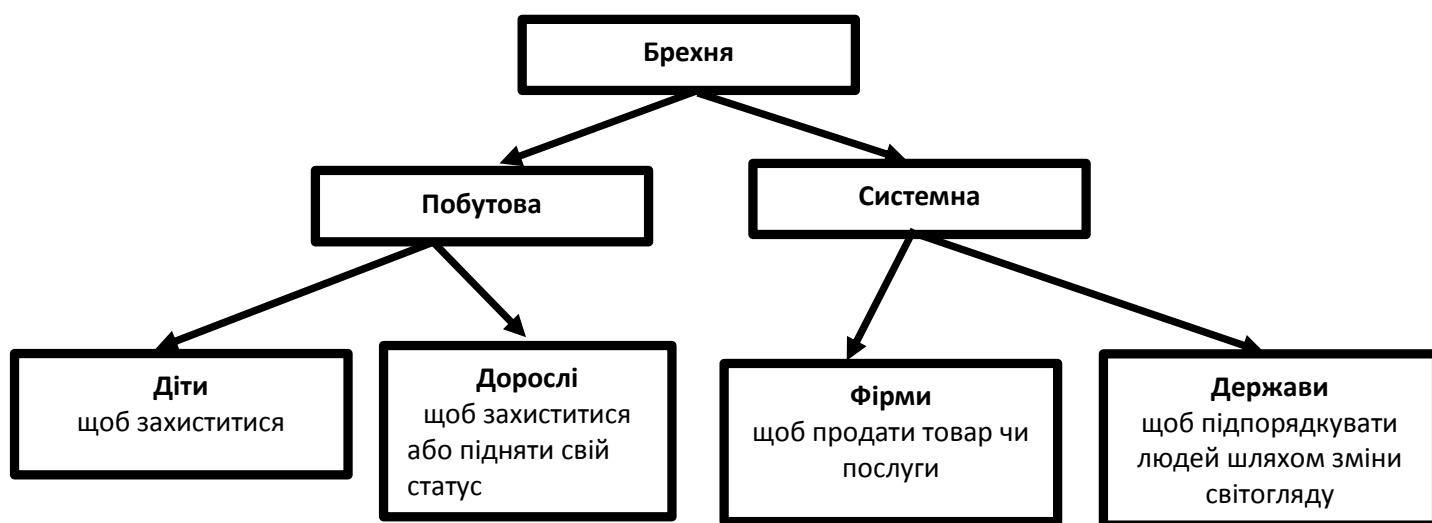 Брехня
Побутова
Системна
Діти
щоб захиститися
Дорослі
щоб захиститися
або підняти свій
статус
Фірми
щоб продати товар чи
послуги
Держави
щоб підпорядкувати
людей шляхом зміни
світогляду